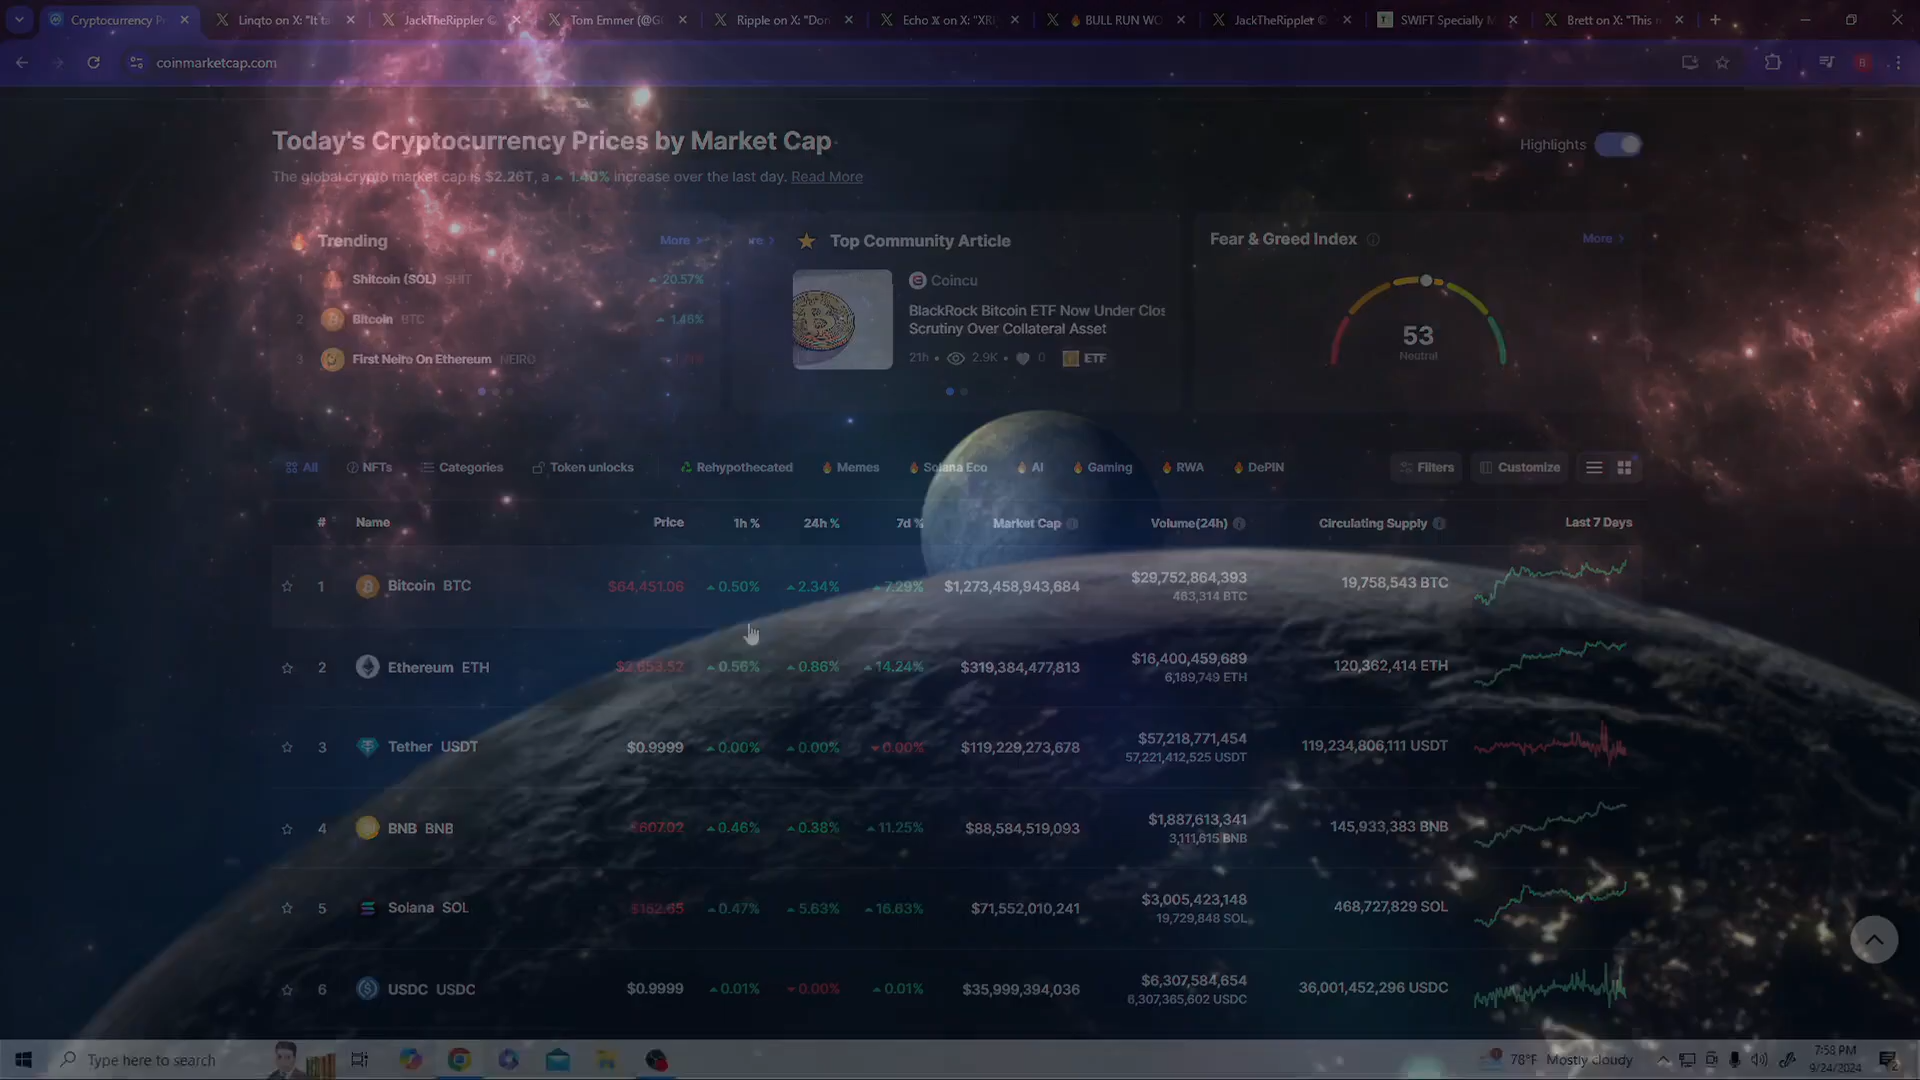 Cryptocurrency Pr
Linqto on X: "It ta
JackTheRippler ©
Tom Emmer (@G
Ripple on X: "Don
Echo X on X: "XR
🔥 BULL RUN WO
JackTheRippler ©
SWIFT Specially M
Brett on X: "This n
coinmarketcap.com
B
Today's Cryptocurrency Prices by Market Cap
Highlights
The global crypto market cap is $2.26T, a 1.40% increase over the last day. Read More
Trending
More
1 Shitcoin (SOL) SHIT 20.57%
2 Bitcoin BTC 1.46%
3 First Neiro On Ethereum NEIRO
re
Top Community Article
Coincu
BlackRock Bitcoin ETF Now Under Clos
Scrutiny Over Collateral Asset
21h • 2.9K • 0 ETF
Fear & Greed Index
More
53
Neutral
All NFTs Categories Token unlocks Rehypothecated Memes Solana Eco AI Gaming RWA DePIN Filters Customize
# Name Price 1h % 24h % 7d % Market Cap Volume(24h) Circulating Supply Last 7 Days
1 Bitcoin BTC $64,451.06 0.50% 2.34% 7.29% $1,273,458,943,684 $29,752,864,393 19,758,543 BTC
463,314 BTC
2 Ethereum ETH $2,653.52 0.56% 0.86% 14.24% $319,384,477,813 $16,400,459,689 120,362,414 ETH
6,189,749 ETH
3 Tether USDT $0.9999 0.00% 0.00% 0.00% $119,229,273,678 $57,218,771,454 119,234,806,111 USDT
57,221,412,525 USDT
4 BNB BNB $607.02 0.46% 0.38% 11.25% $88,584,519,093 $1,887,613,341 145,933,383 BNB
3,111,615 BNB
5 Solana SOL $152.65 0.47% 5.63% 16.63% $71,552,010,241 $3,005,423,148 468,727,829 SOL
19,729,848 SOL
6 USDC USDC $0.9999 0.01% 0.00% 0.01% $35,999,394,036 $6,307,584,654 36,001,452,296 USDC
6,307,365,602 USDC
Type here to search
78°F Mostly cloudy
7:58 PM
9/24/2024